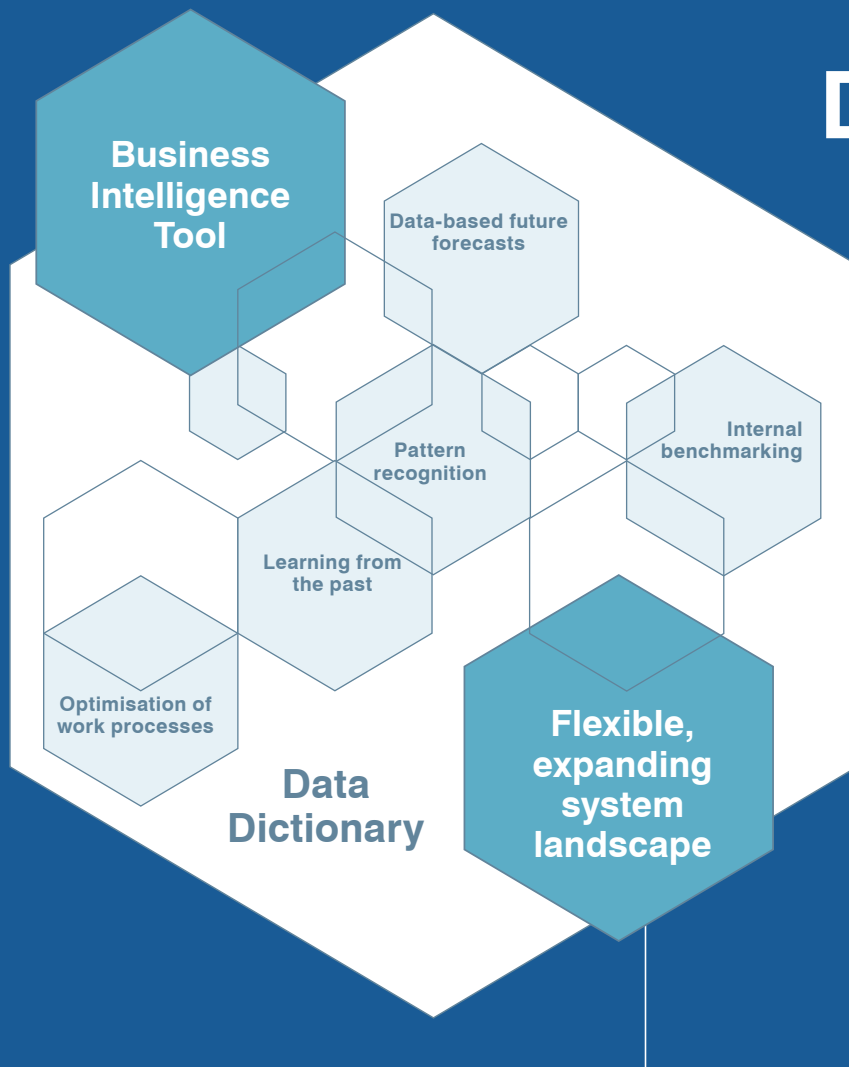 Business
Intelligence
Tool
Data-based future
forecasts
Internal
benchmarking
Pattern
recognition
Learning from
the past
Optimisation of
work processes
Flexible,
expanding
system
landscape
Data
Dictionary